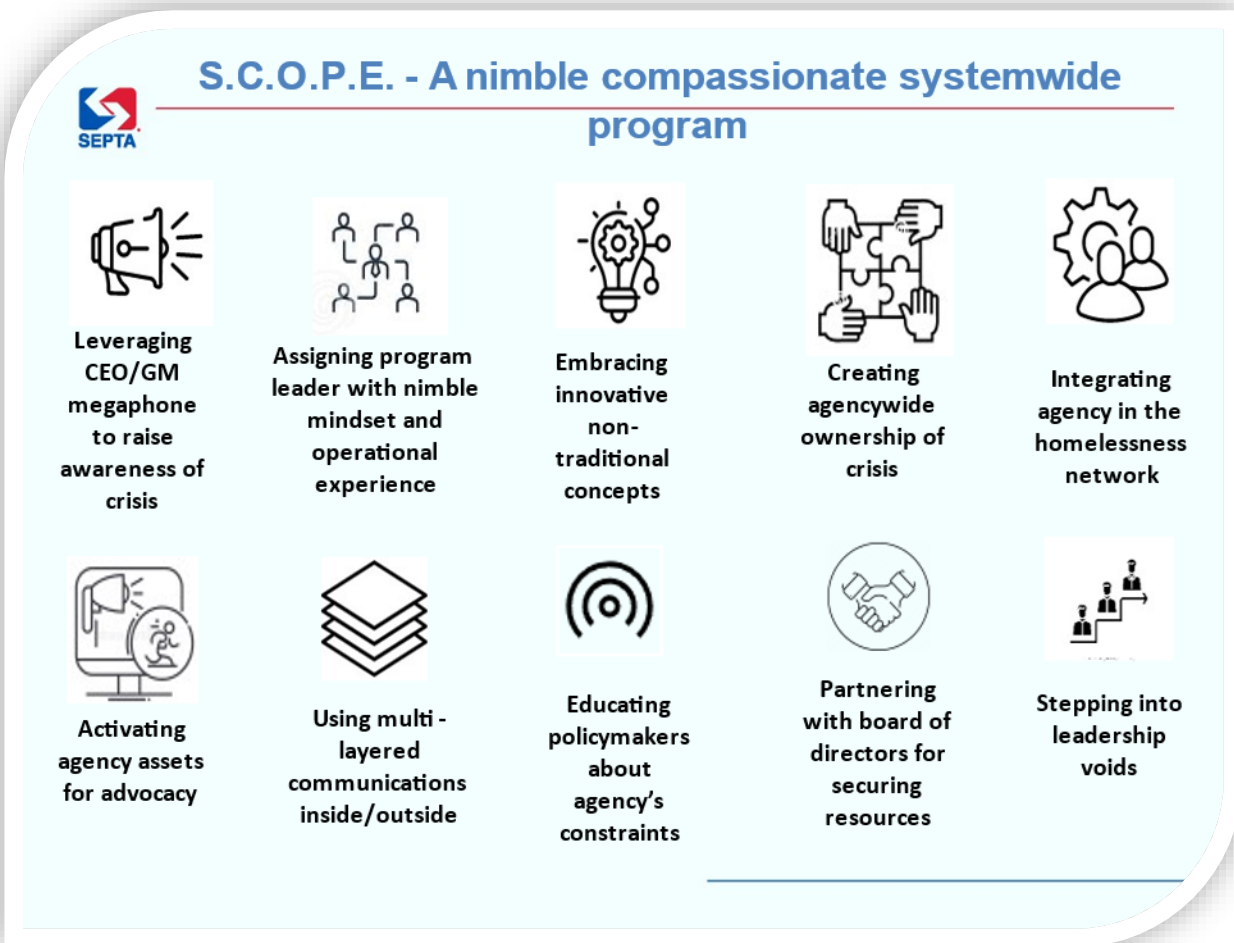 S.C.O.P.E. - A nimble compassionate systemwide
program
SEPTA
Leveraging
CEO/GM
megaphone
to raise
awareness of
crisis
Assigning program
leader with nimble
mindset and
operational
experience
Embracing
innovative
non-
traditional
concepts
Creating
agencywide
ownership of
crisis
Integrating
agency in the
homelessness
network
Activating
agency assets
for advocacy
Using multi -
layered
communications
inside/outside
Educating
policymakers
about
agency's
constraints
Partnering
with board of
directors for
securing
resources
Stepping into
leadership
voids